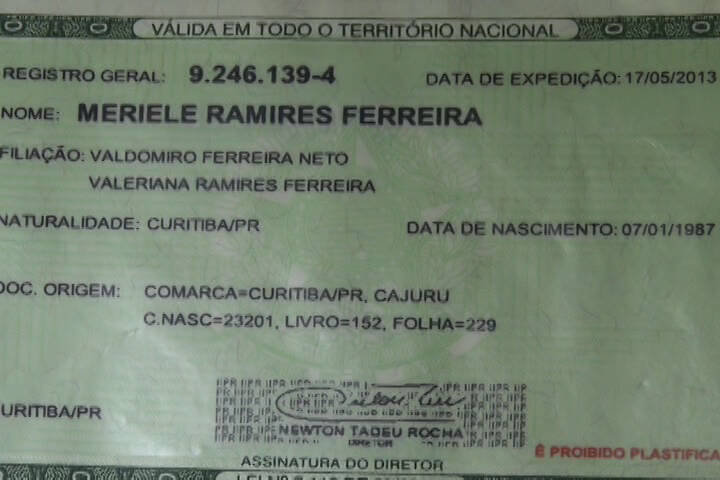 VÁLIDA EM TODO O TERRITÓRIO NACIONAL
REGISTRO GERAL: 9.246.139-4 DATA DE EXPEDIÇÃO: 17/05/2013
NOME: MERIELE RAMIRES FERREIRA
FILIAÇÃO: VALDOMIRO FERREIRA NETO
VALERIANA RAMIRES FERREIRA
NATURALIDADE: CURITIBA/PR DATA DE NASCIMENTO: 07/01/1987
DOC. ORIGEM: COMARCA=CURITIBA/PR, CAJURU
C.NASC=23201, LIVRO=152, FOLHA=229
URITIBA/PR
NEWTON TADEU ROCHA
DIRETOR
É PROIBIDO PLASTIFICA
ASSINATURA DO DIRETOR